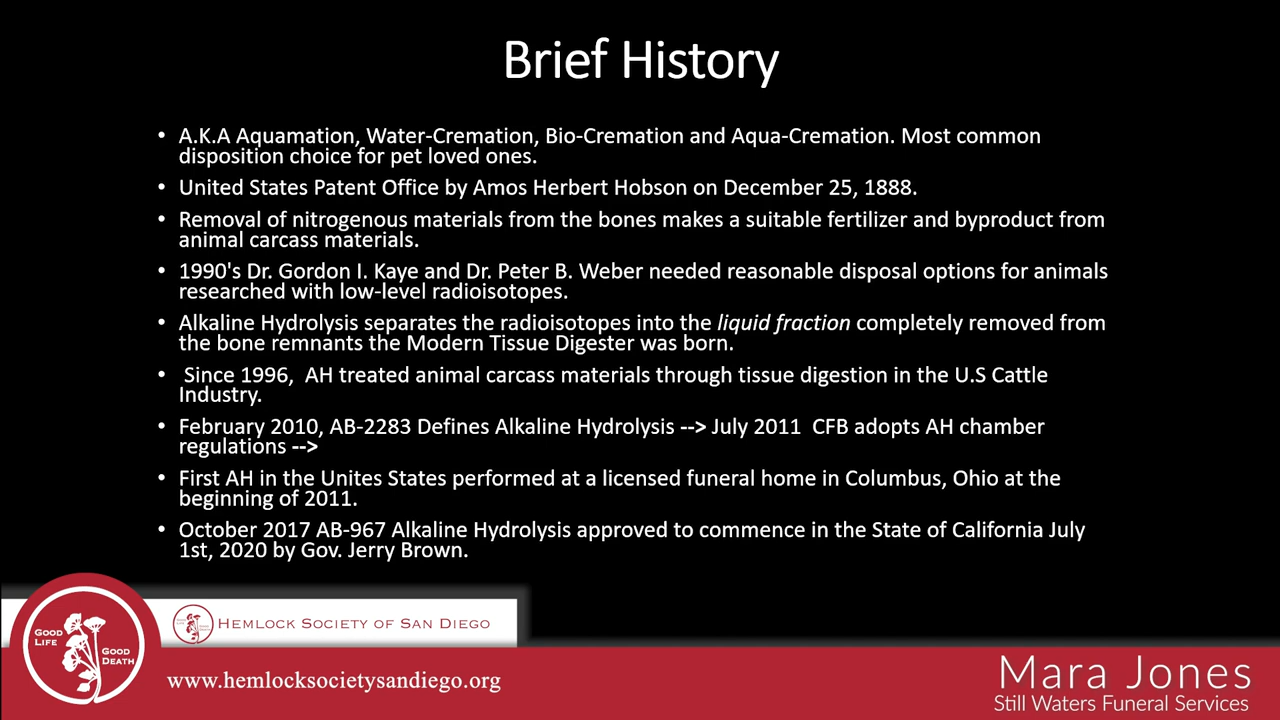 Brief History
• A.K.A Aquamation, Water-Cremation, Bio-Cremation and Aqua-Cremation. Most common
disposition choice for pet loved ones.
• United States Patent Office by Amos Herbert Hobson on December 25, 1888.
• Removal of nitrogenous materials from the bones makes a suitable fertilizer and byproduct from
animal carcass materials.
• 1990's Dr. Gordon I. Kaye and Dr. Peter B. Weber needed reasonable disposal options for animals
researched with low-level radioisotopes.
• Alkaline Hydrolysis separates the radioisotopes into the liquid fraction completely removed from
the bone remnants the Modern Tissue Digester was born.
• Since 1996, AH treated animal carcass materials through tissue digestion in the U.S Cattle
Industry.
• February 2010, AB-2283 Defines Alkaline Hydrolysis --> July 2011 CFB adopts AH chamber
regulations -->
• First AH in the Unites States performed at a licensed funeral home in Columbus, Ohio at the
beginning of 2011.
• October 2017 AB-967 Alkaline Hydrolysis approved to commence in the State of California July
1st, 2020 by Gov. Jerry Brown.
Good
Life
Good
Death
Hemlock Society of San Diego
www.hemlocksocietysandiego.org
Mara Jones
Still Waters Funeral Services